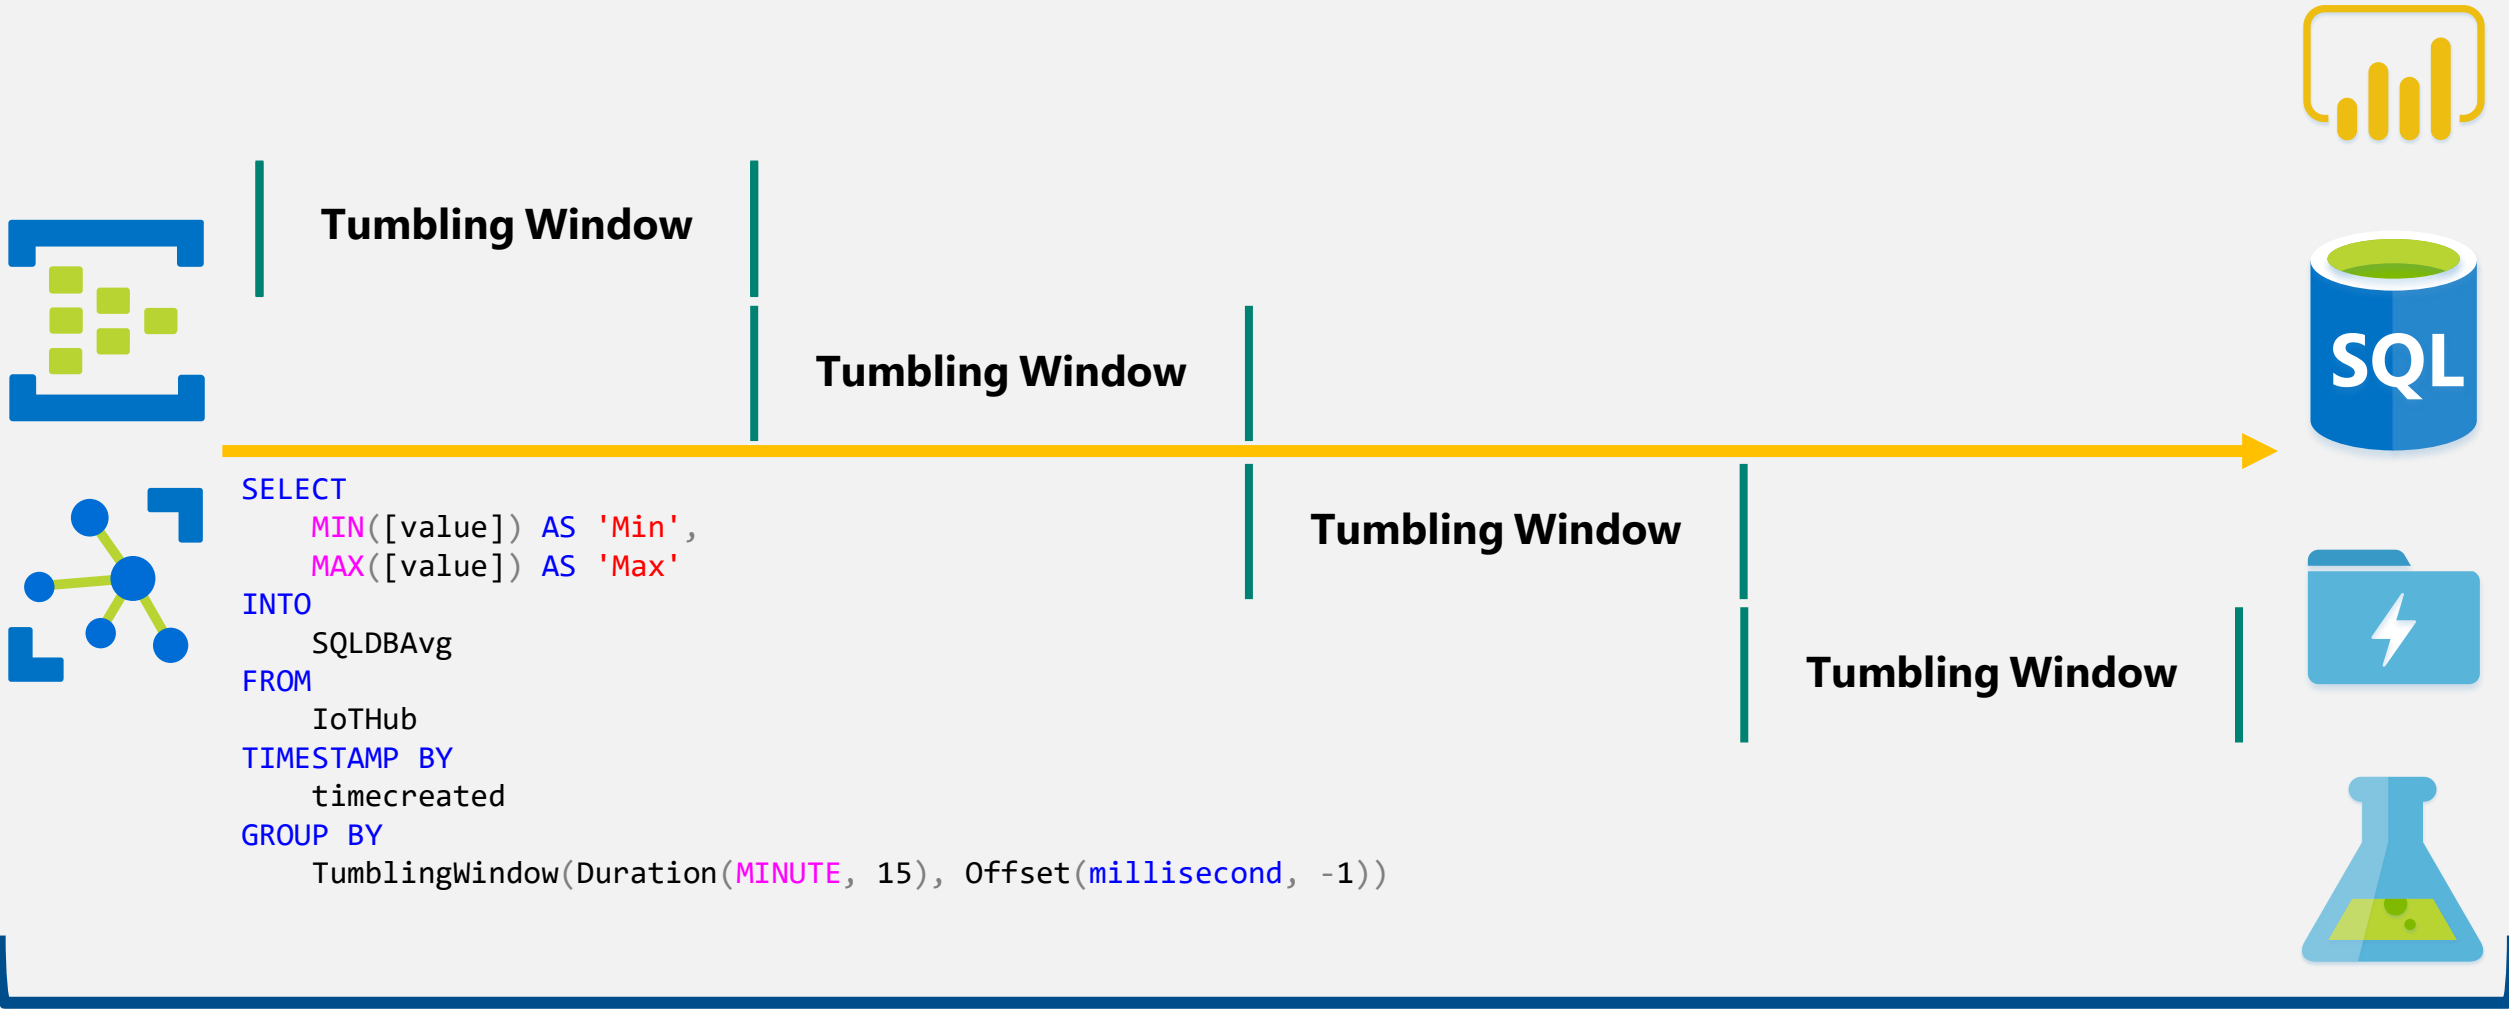 Tumbling Window
Tumbling Window
SQL
SELECT
    MIN([value]) AS 'Min',
    MAX([value]) AS 'Max'
INTO
    SQLDBAvg
FROM
    IoTHub
TIMESTAMP BY
    timecreated
GROUP BY
    TumblingWindow(Duration(MINUTE, 15), Offset(millisecond, -1))
Tumbling Window
Tumbling Window